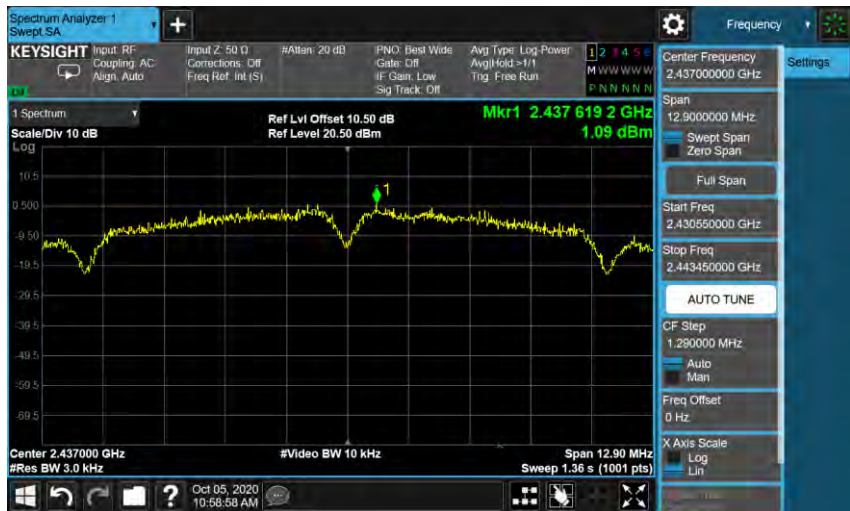 Spectrum Analyzer 1
Swept SA
Frequency
KEYSIGHT Input: RF
Coupling: AC
Align: Auto
Input Z: 50 Ω
Corrections: Off
Freq Ref: Int (S)
#Atten: 20 dB
PNO: Best Wide
Gate: Off
IF Gain: Low
Sig Track: Off
Avg Type: Log-Power
Avg|Hold:>1/1
Trig: Free Run
1 2 3 4 5 6
M W W W W W
P N N N N N
Settings
Center Frequency
2.437000000 GHz
Span
12.9000000 MHz
Swept Span
Zero Span
Full Span
Start Freq
2.430550000 GHz
Stop Freq
2.443450000 GHz
AUTO TUNE
CF Step
1.290000 MHz
Auto
Man
Freq Offset
0 Hz
X Axis Scale
Log
Lin
1 Spectrum
Scale/Div 10 dB
Ref Lvl Offset 10.50 dB
Ref Level 20.50 dBm
Mkr1 2.437 619 2 GHz
1.09 dBm
Log
10.5
0.500
-9.50
-19.5
-29.5
-39.5
-49.5
-59.5
-69.5
1
Center 2.437000 GHz
#Res BW 3.0 kHz
#Video BW 10 kHz
Span 12.90 MHz
Sweep 1.36 s (1001 pts)
?
Oct 05, 2020
10:58:58 AM